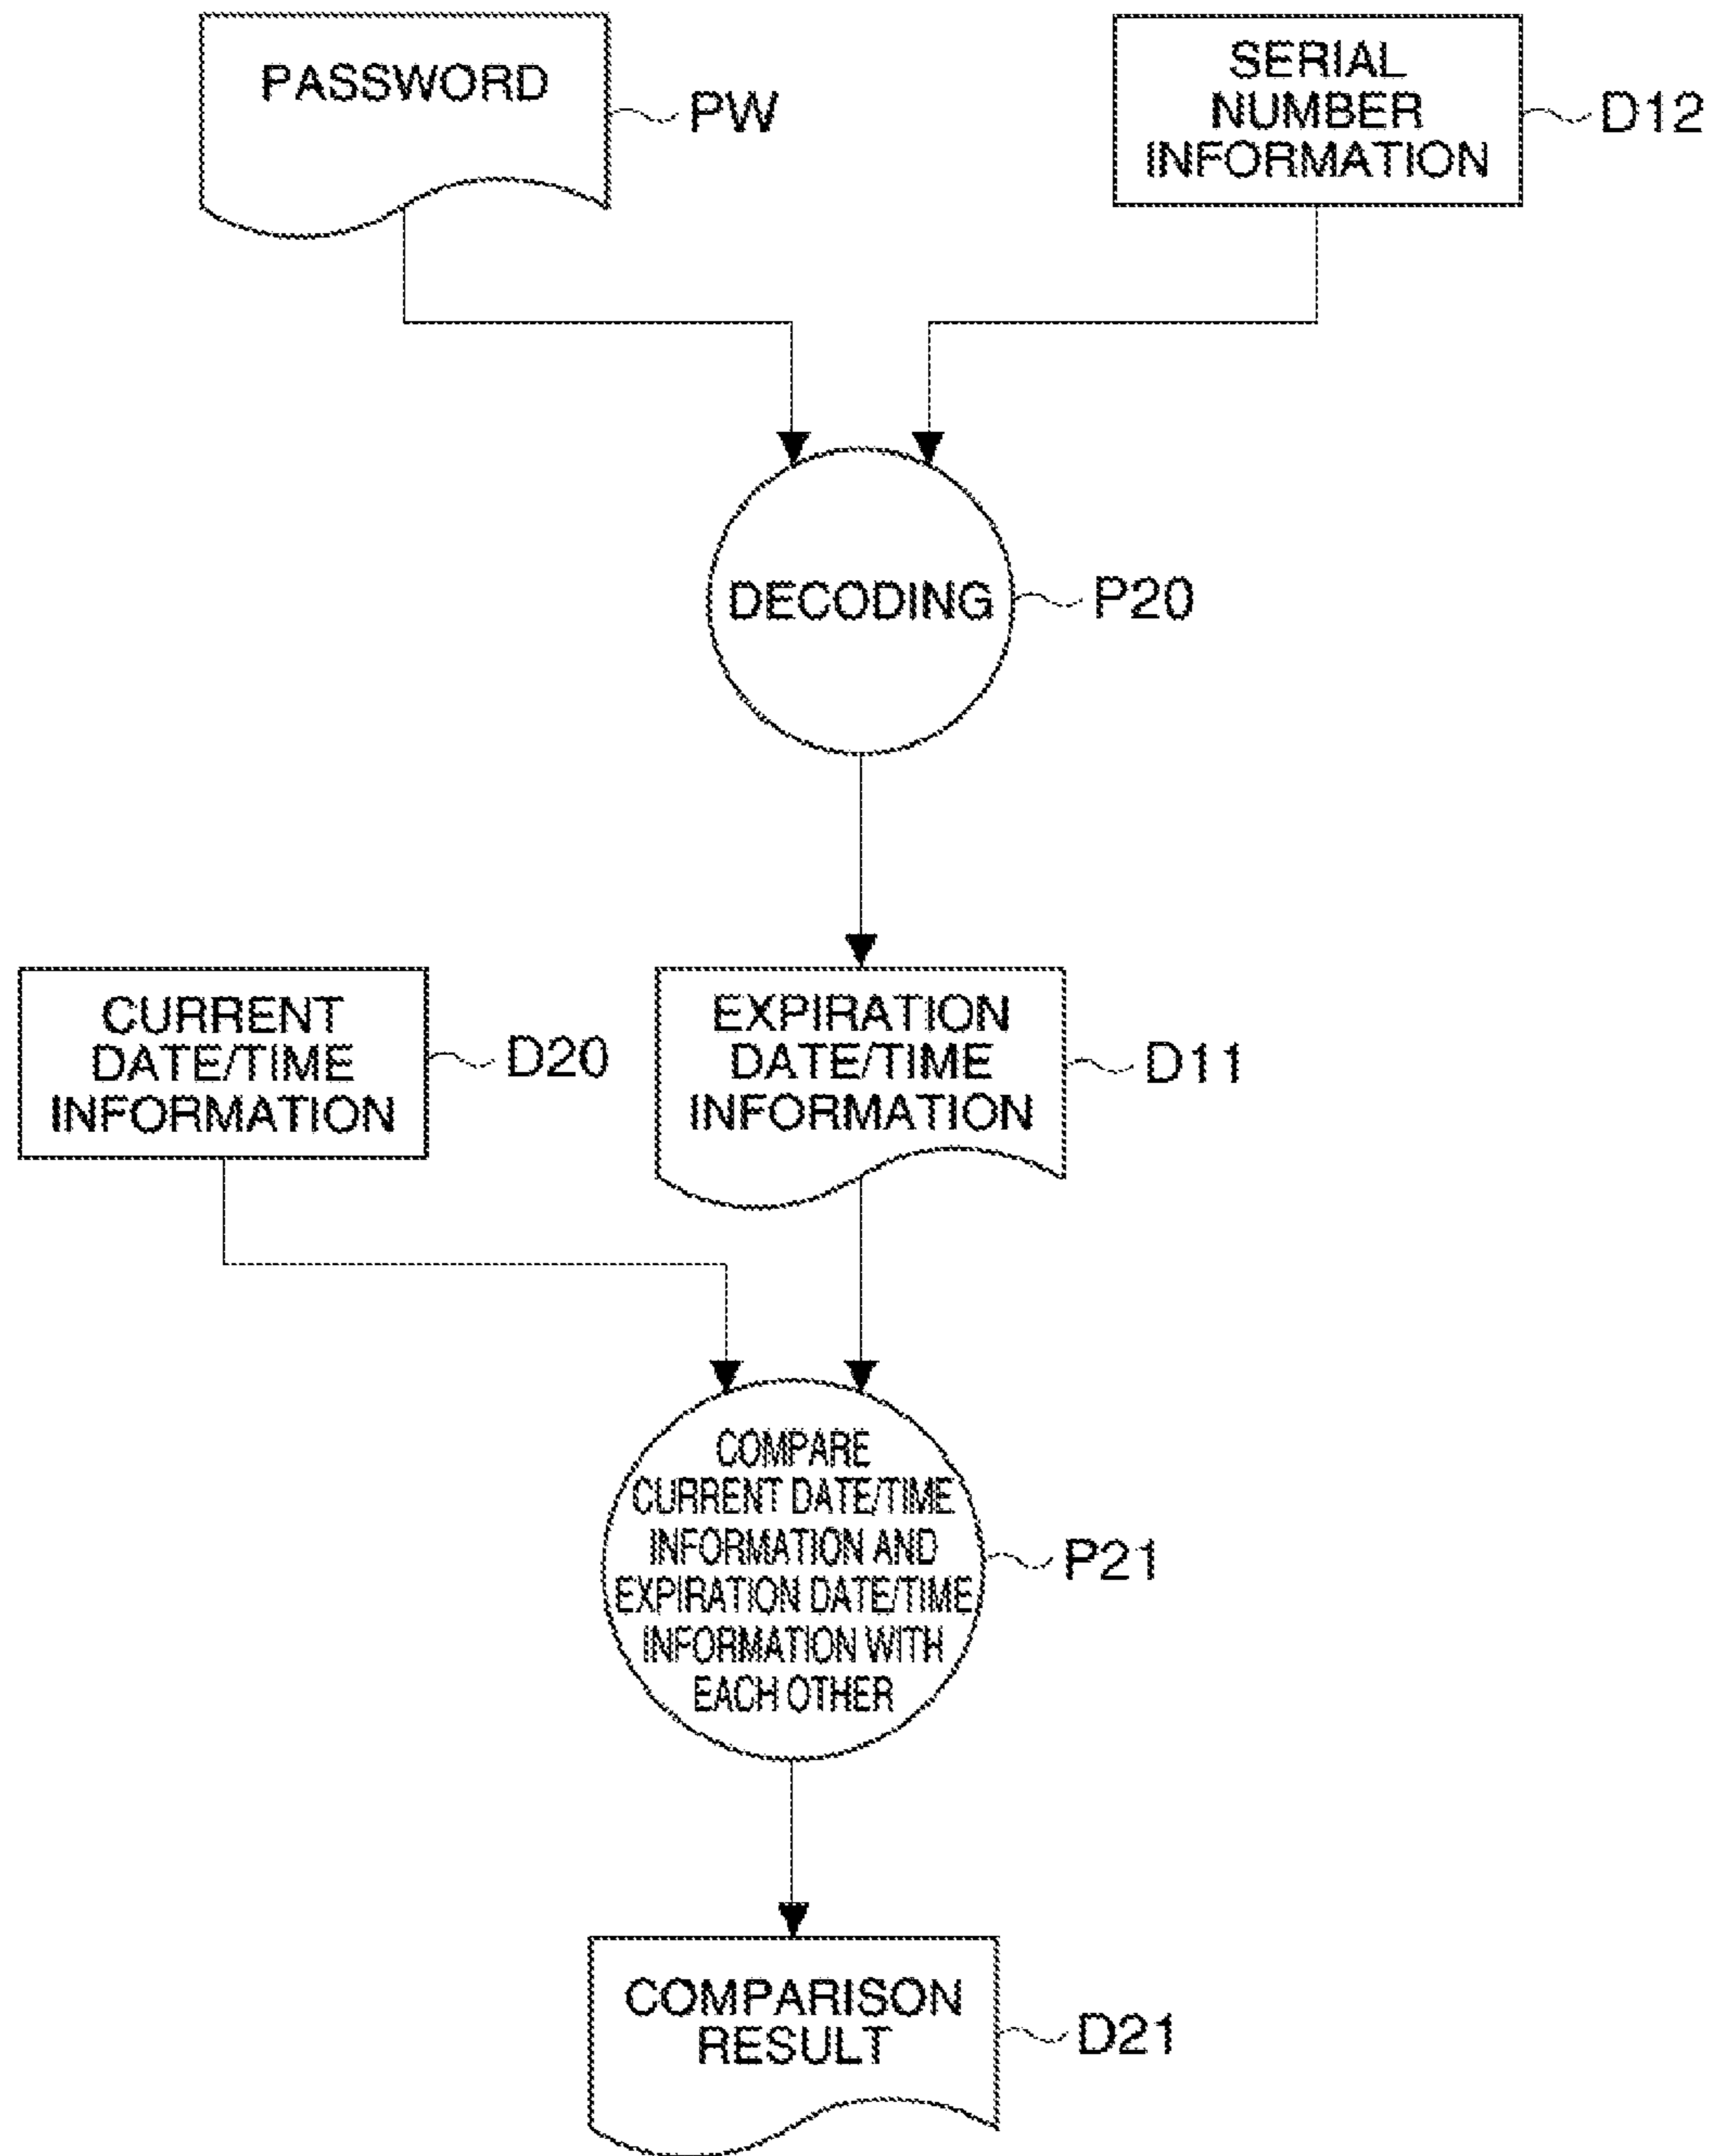 PASSWORD
PW
SERIAL
NUMBER
INFORMATION
D12
DECODING
P20
CURRENT
DATE/TIME
INFORMATION
D20
EXPIRATION
DATE/TIME
INFORMATION
D11
COMPARE
CURRENT DATE/TIME
INFORMATION AND
EXPIRATION DATE/TIME
INFORMATION WITH
EACH OTHER
P21
COMPARISON
RESULT
D21